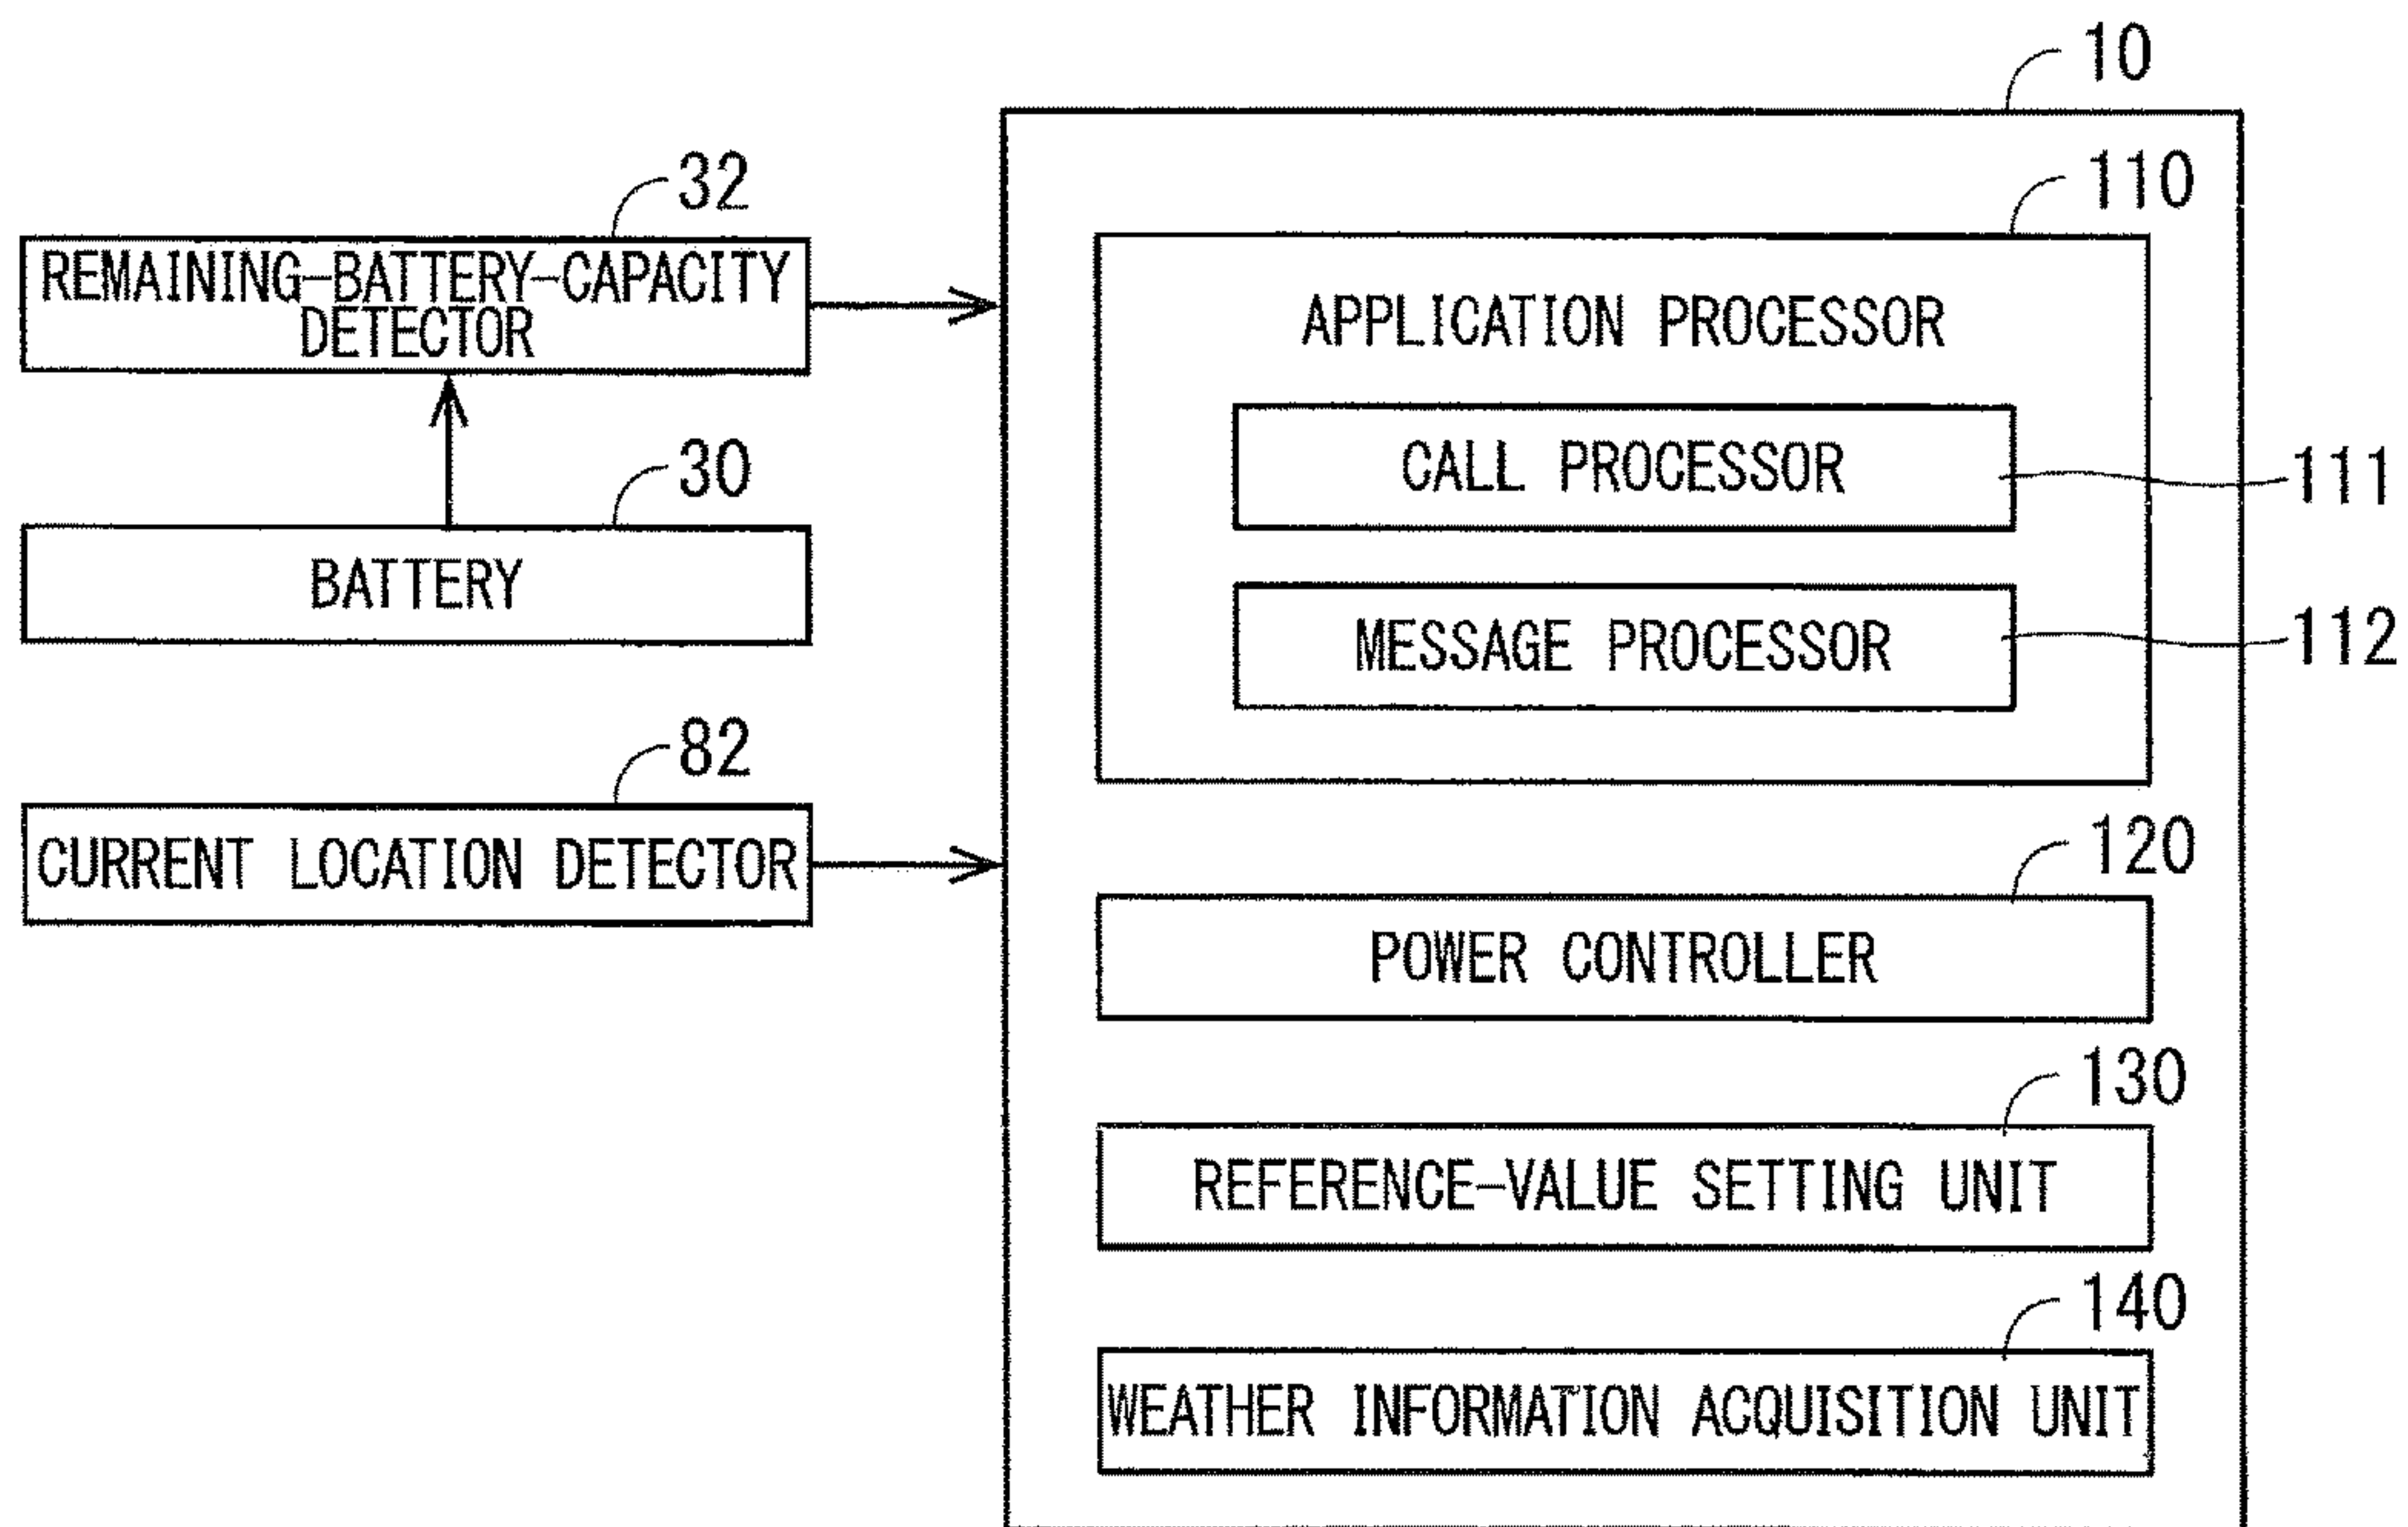 10
32
REMAINING-BATTERY-CAPACITY
DETECTOR
30
BATTERY
82
CURRENT LOCATION DETECTOR
110
APPLICATION PROCESSOR
CALL PROCESSOR
111
MESSAGE PROCESSOR
112
120
POWER CONTROLLER
130
REFERENCE-VALUE SETTING UNIT
140
WEATHER INFORMATION ACQUISITION UNIT